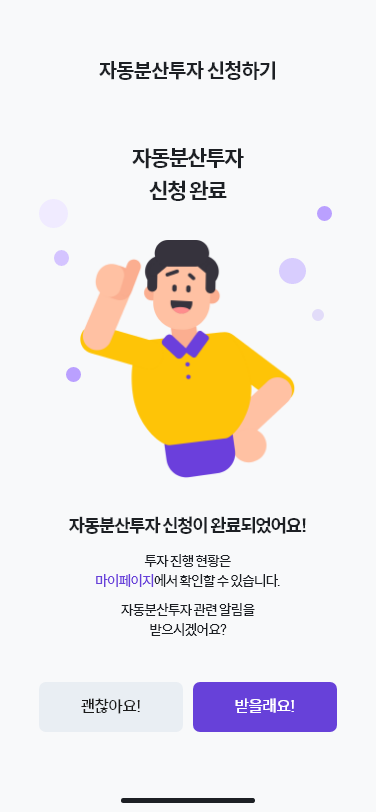 자동분산투자 신청하기
자동분산투자
신청 완료
자동분산투자 신청이 완료되었어요!
투자 진행 현황은
마이페이지에서 확인할 수 있습니다.
자동분산투자 관련 알림을
받으시겠어요?
괜찮아요!
받을래요!